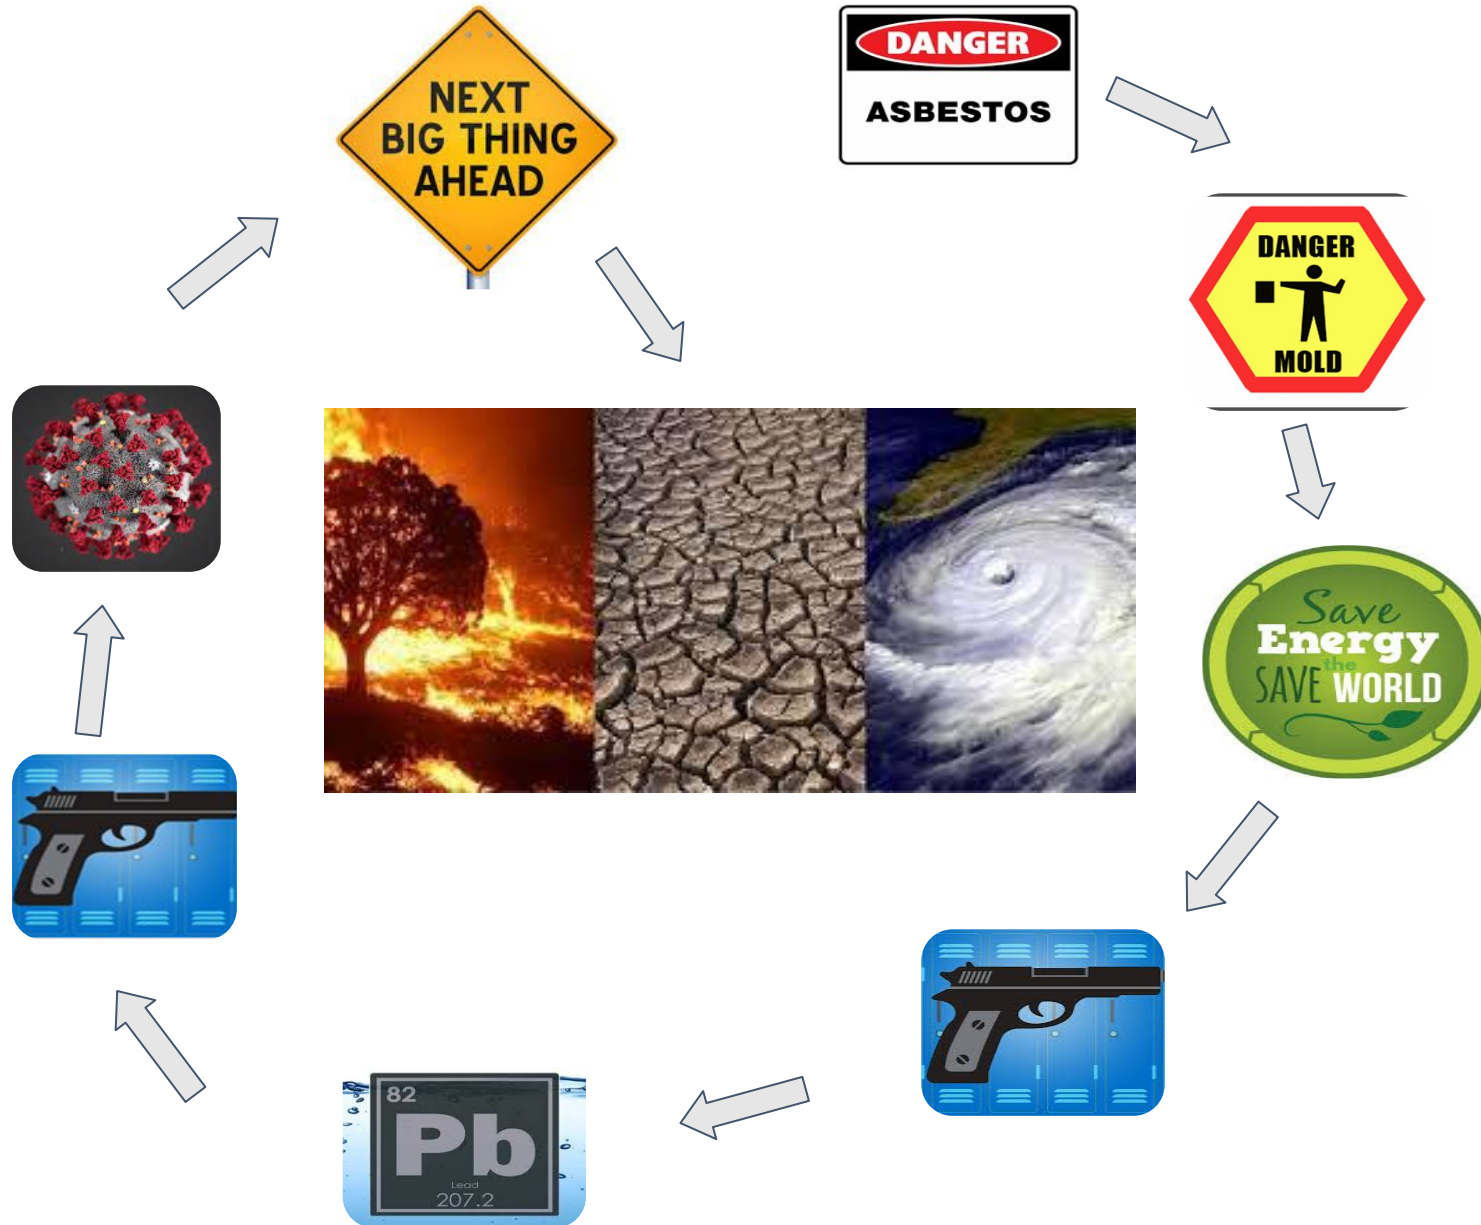 NEXT
BIG THING
AHEAD
DANGER
ASBESTOS
DANGER
MOLD
Save
Energy
the
SAVE WORLD
82
Pb
Lead
207.2